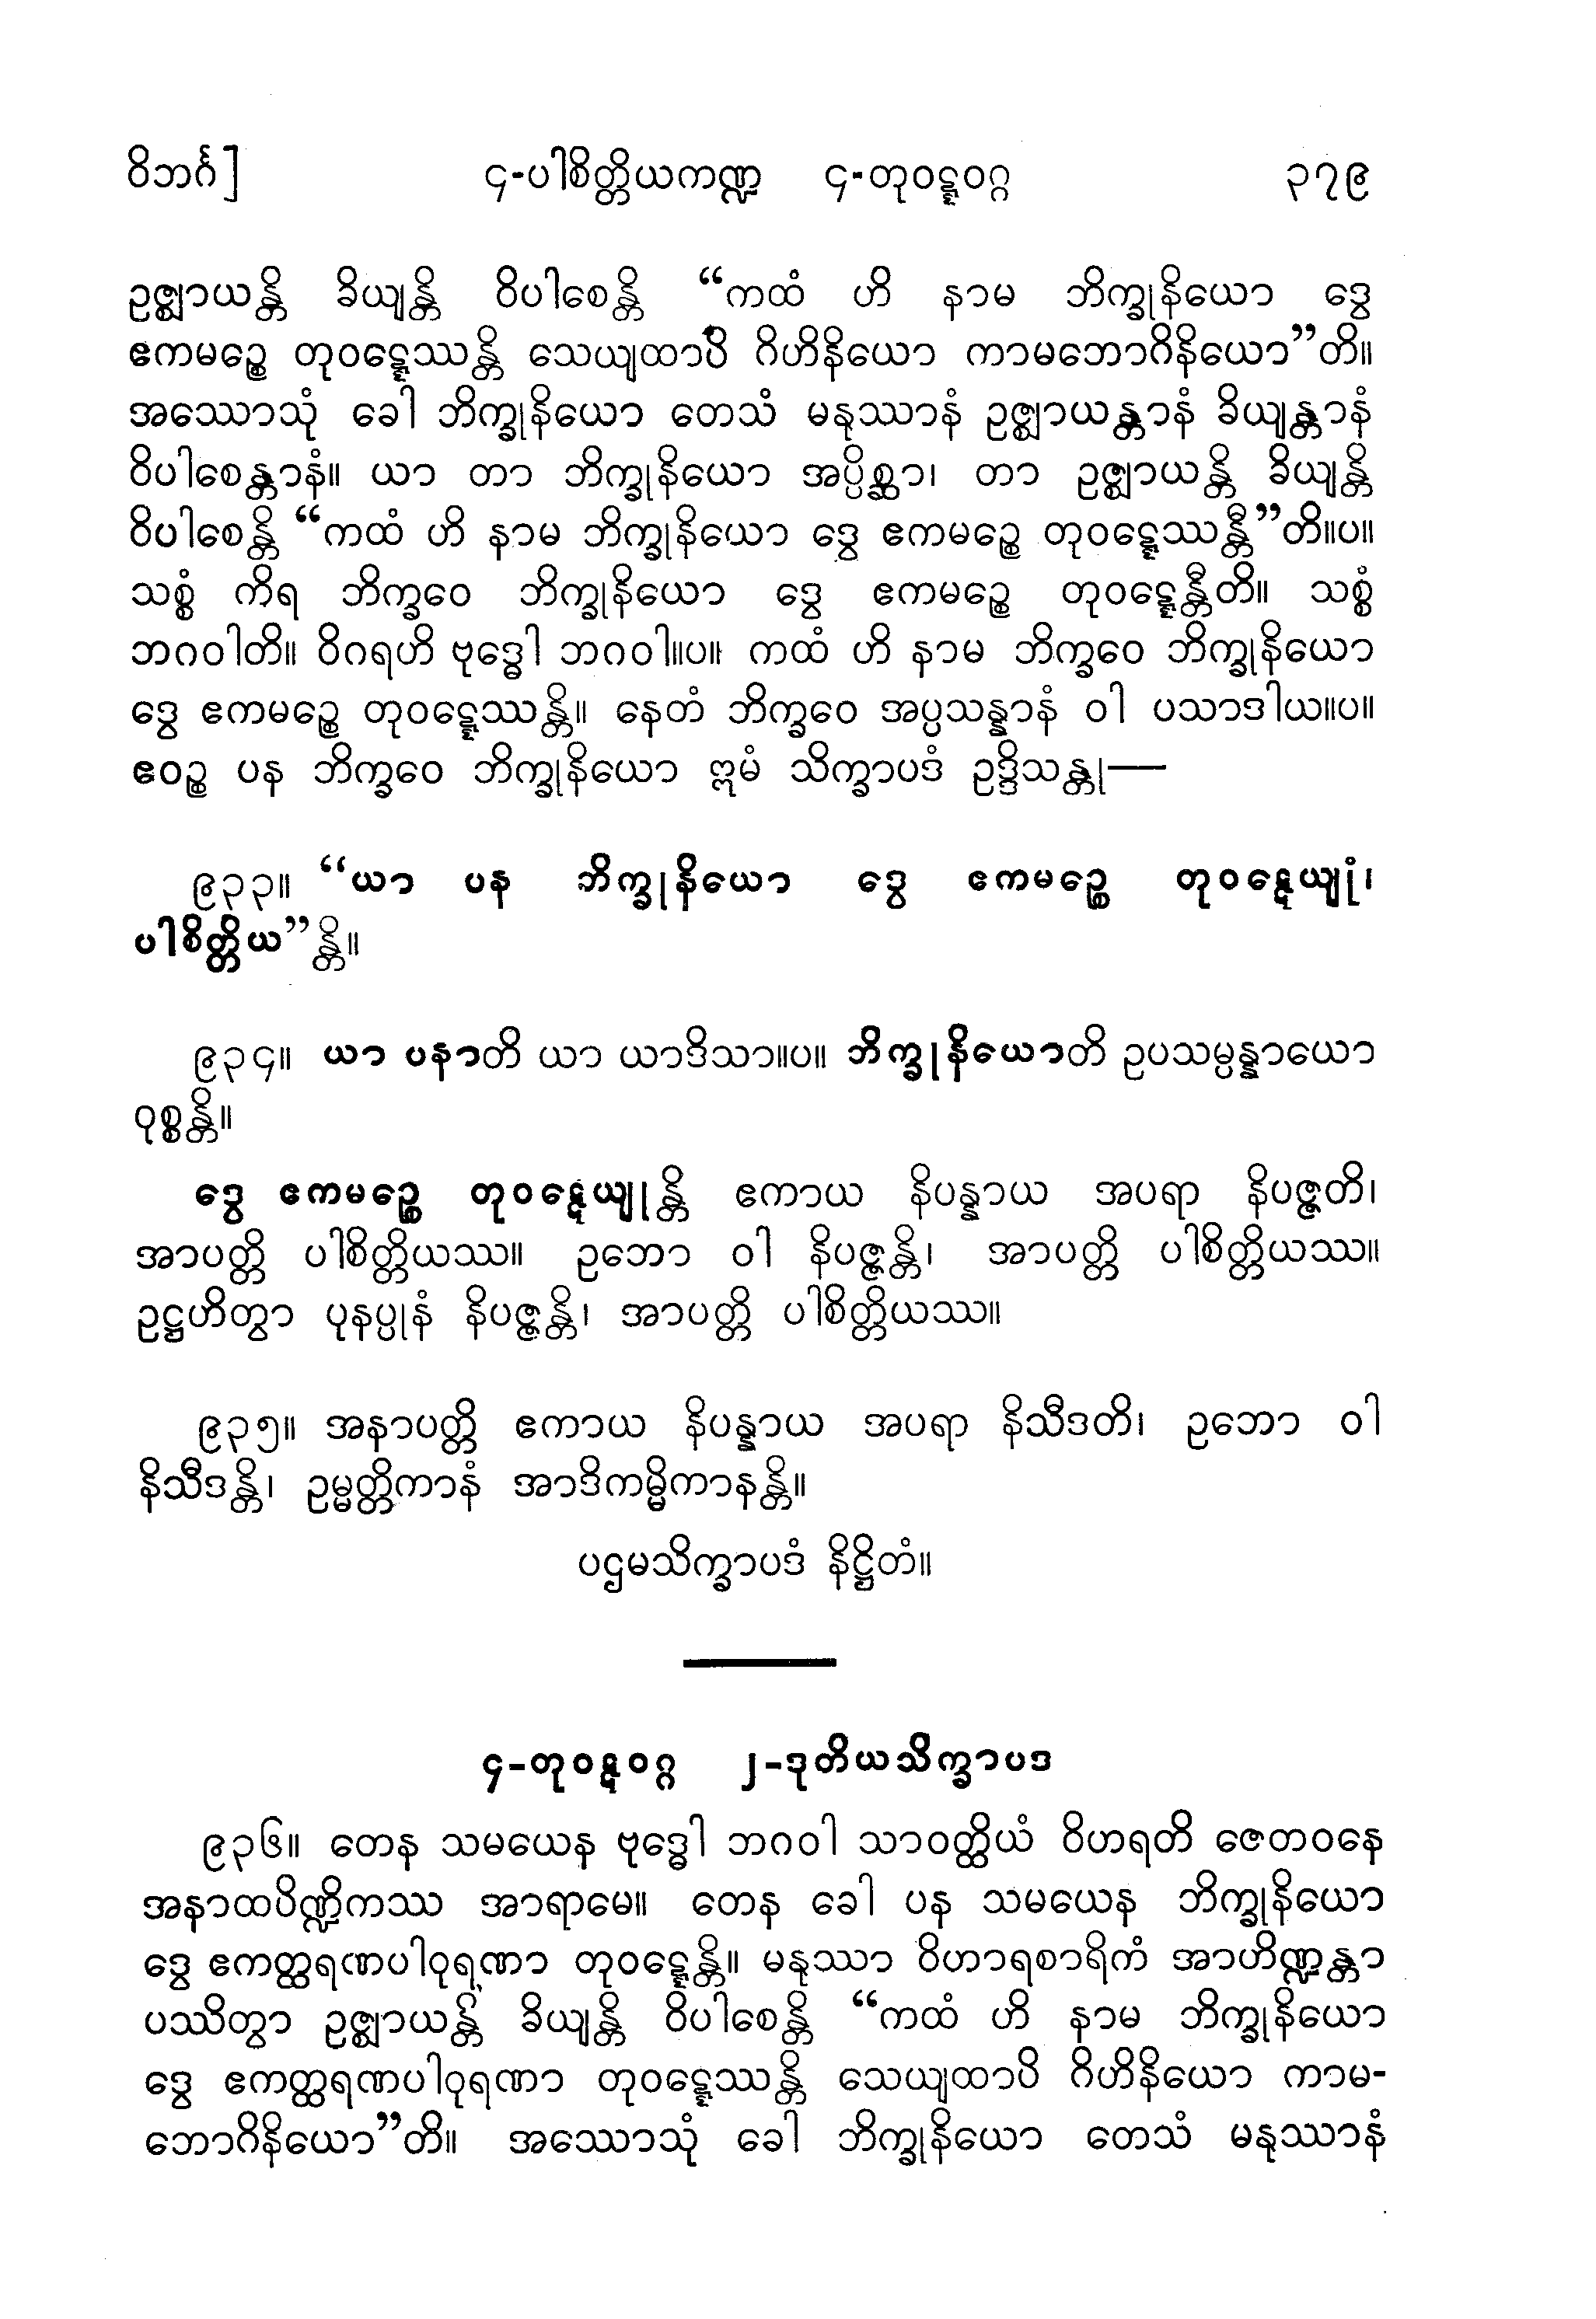 ဝိဘင်္ဂ] ၄-ပါစိတ္တိယကဏ္ဍ ၄-တုဝဋ္ဋဝဂ္ဂ ၃၇၉
ဥဇ္ဈာယန္တိ ခိယျန္တိ ဝိပါစေန္တိ “ကထံ ဟိ နာမ ဘိက္ခုနိယော ဒွေ
ဧကမဉ္စေ တုဝဋ္ဋေဿန္တိ သေယျထာပိ ဂိဟိနိယော ကာမဘောဂိနိယော”တိ။
အဿောသုံ ခေါ ဘိက္ခုနိယော တေသံ မနုဿာနံ ဥဇ္ဈာယန္တာနံ ခိယျန္တာနံ
ဝိပါစေန္တာနံ။ ယာ တာ ဘိက္ခုနိယော အပ္ပိစ္ဆာ၊ တာ ဥဇ္ဈာယန္တိ ခိယျန္တိ
ဝိပါစေန္တိ “ကထံ ဟိ နာမ ဘိက္ခုနိယော ဒွေ ဧကမဉ္စေ တုဝဋ္ဋေဿန္တီ”တိ။ပ။
သစ္စံ ကိရ ဘိက္ခဝေ ဘိက္ခုနိယော ဒွေ ဧကမဉ္စေ တုဝဋ္ဋေန္တီတိ။ သစ္စံ
ဘဂဝါတိ။ ဝိဂရဟိ ဗုဒ္ဓေါ ဘဂဝါ။ပ။ ကထံ ဟိ နာမ ဘိက္ခဝေ ဘိက္ခုနိယော
ဒွေ ဧကမဉ္စေ တုဝဋ္ဋေဿန္တိ။ နေတံ ဘိက္ခဝေ အပ္ပသန္နာနံ ဝါ ပသာဒါယ။ပ။
ဧဝဉ္စ ပန ဘိက္ခဝေ ဘိက္ခုနိယော ဣမံ သိက္ခာပဒံ ဥဒ္ဒိသန္တု—
၉၃၃။ “ယာ ပန ဘိက္ခုနိယော ဒွေ ဧကမဉ္စေ တုဝဋ္ဋေယျုံ၊
ပါစိတ္တိယ”န္တိ။
၉၃၄။ ယာ ပနာတိ ယာ ယာဒိသာ။ပ။ ဘိက္ခုနိယောတိ ဥပသမ္ပန္နာယော
ဝုစ္စန္တိ။
ဒွေ ဧကမဉ္စေ တုဝဋ္ဋေယျုန္တိ ဧကာယ နိပန္နာယ အပရာ နိပဇ္ဇတိ၊
အာပတ္တိ ပါစိတ္တိယဿ။ ဥဘော ဝါ နိပဇ္ဇန္တိ၊ အာပတ္တိ ပါစိတ္တိယဿ။
ဥဋ္ဌဟိတွာ ပုနပ္ပုနံ နိပဇ္ဇန္တိ၊ အာပတ္တိ ပါစိတ္တိယဿ။
၉၃၅။ အနာပတ္တိ ဧကာယ နိပန္နာယ အပရာ နိသီဒတိ၊ ဥဘော ဝါ
နိသီဒန္တိ၊ ဥမ္မတ္တိကာနံ အာဒိကမ္မိကာနန္တိ။
ပဌမသိက္ခာပဒံ နိဋ္ဌိတံ။
၄-တုဝဋ္ဋဝဂ္ဂ ၂-ဒုတိယသိက္ခာပဒ
၉၃၆။ တေန သမယေန ဗုဒ္ဓေါ ဘဂဝါ သာဝတ္ထိယံ ဝိဟရတိ ဇေတဝနေ
အနာထပိဏ္ဍိကဿ အာရာမေ။ တေန ခေါ ပန သမယေန ဘိက္ခုနိယော
ဒွေ ဧကတ္ထရဏပါဝုရဏာ တုဝဋ္ဋေန္တိ။ မနုဿာ ဝိဟာရစာရိကံ အာဟိဏ္ဍန္တာ
ပဿိတွာ ဥဇ္ဈာယန္တိ ခိယျန္တိ ဝိပါစေန္တိ “ကထံ ဟိ နာမ ဘိက္ခုနိယော
ဒွေ ဧကတ္ထရဏပါဝုရဏာ တုဝဋ္ဋေဿန္တိ သေယျထာပိ ဂိဟိနိယော ကာမ-
ဘောဂိနိယော”တိ။ အဿောသုံ ခေါ ဘိက္ခုနိယော တေသံ မနုဿာနံ